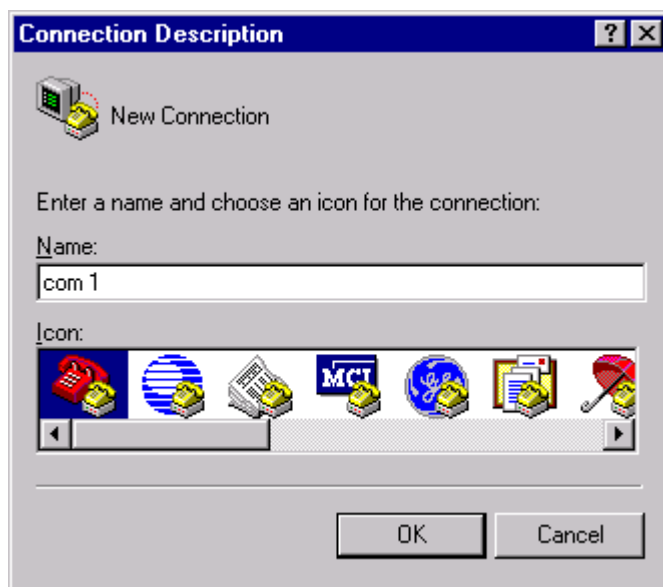 Connection Description
New Connection
Enter a name and choose an icon for the connection:
Name:
com 1
Icon:
MCI
OK Cancel